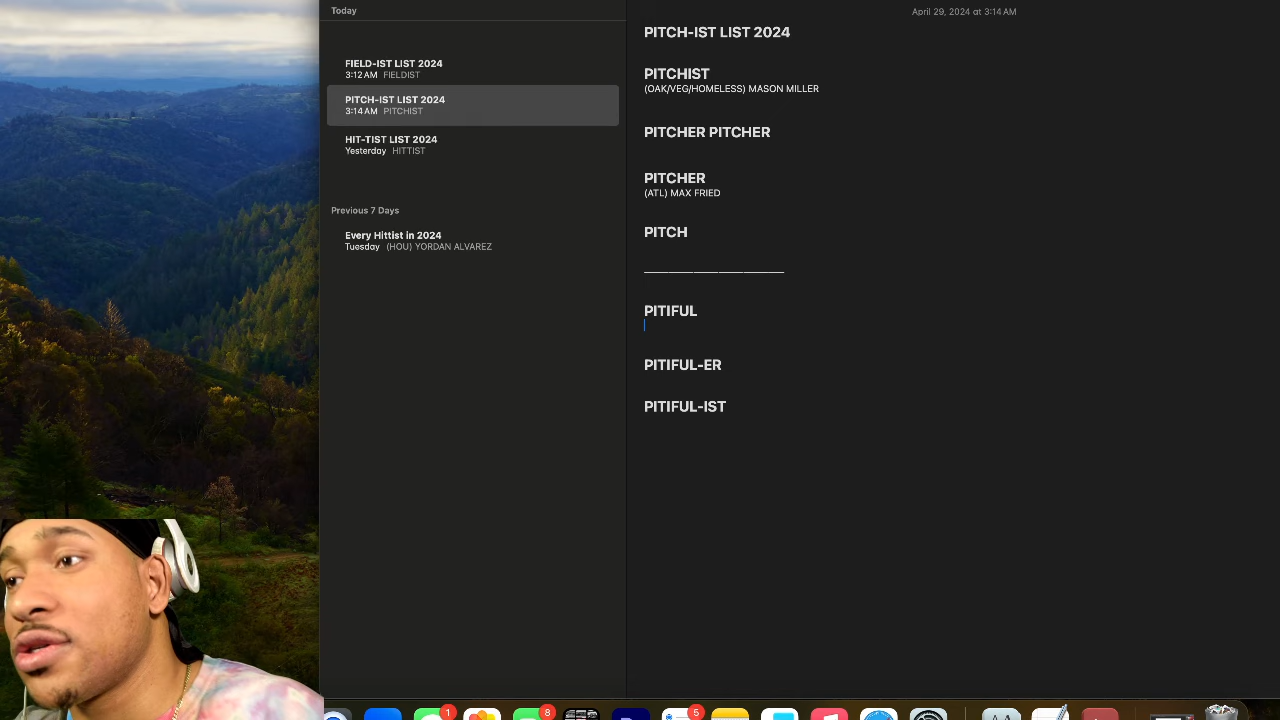 Today
FIELD-IST LIST 2024
3:12 AM FIELDIST
PITCH-IST LIST 2024
3:14 AM PITCHIST
HIT-TIST LIST 2024
Yesterday HITTIST
Previous 7 Days
Every Hittist in 2024
Tuesday (HOU) YORDAN ALVAREZ
April 29, 2024 at 3:14 AM
PITCH-IST LIST 2024
PITCHIST
(OAK/VEG/HOMELESS) MASON MILLER
PITCHER PITCHER
PITCHER
(ATL) MAX FRIED
PITCH
PITIFUL
PITIFUL-ER
PITIFUL-IST
1
8
5